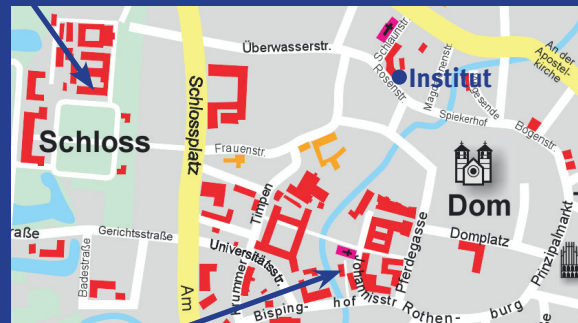 Überwasserstr.
Schlaunstr.
Rosenstr.
Institut
Magdalenenstr.
An der
Apostel-
kirche
Spiekerhof
Bogenstr.
Schloss
Schlossplatz
Frauenstr.
Timpen
Dom
Domplatz
Prinzipalmarkt
Pferdegasse
raße
Gerichtsstraße
Universitätsstr.
Badestraße
Krummer
Am
Johannisstr
Bisping-
hof
Rothen-
burg